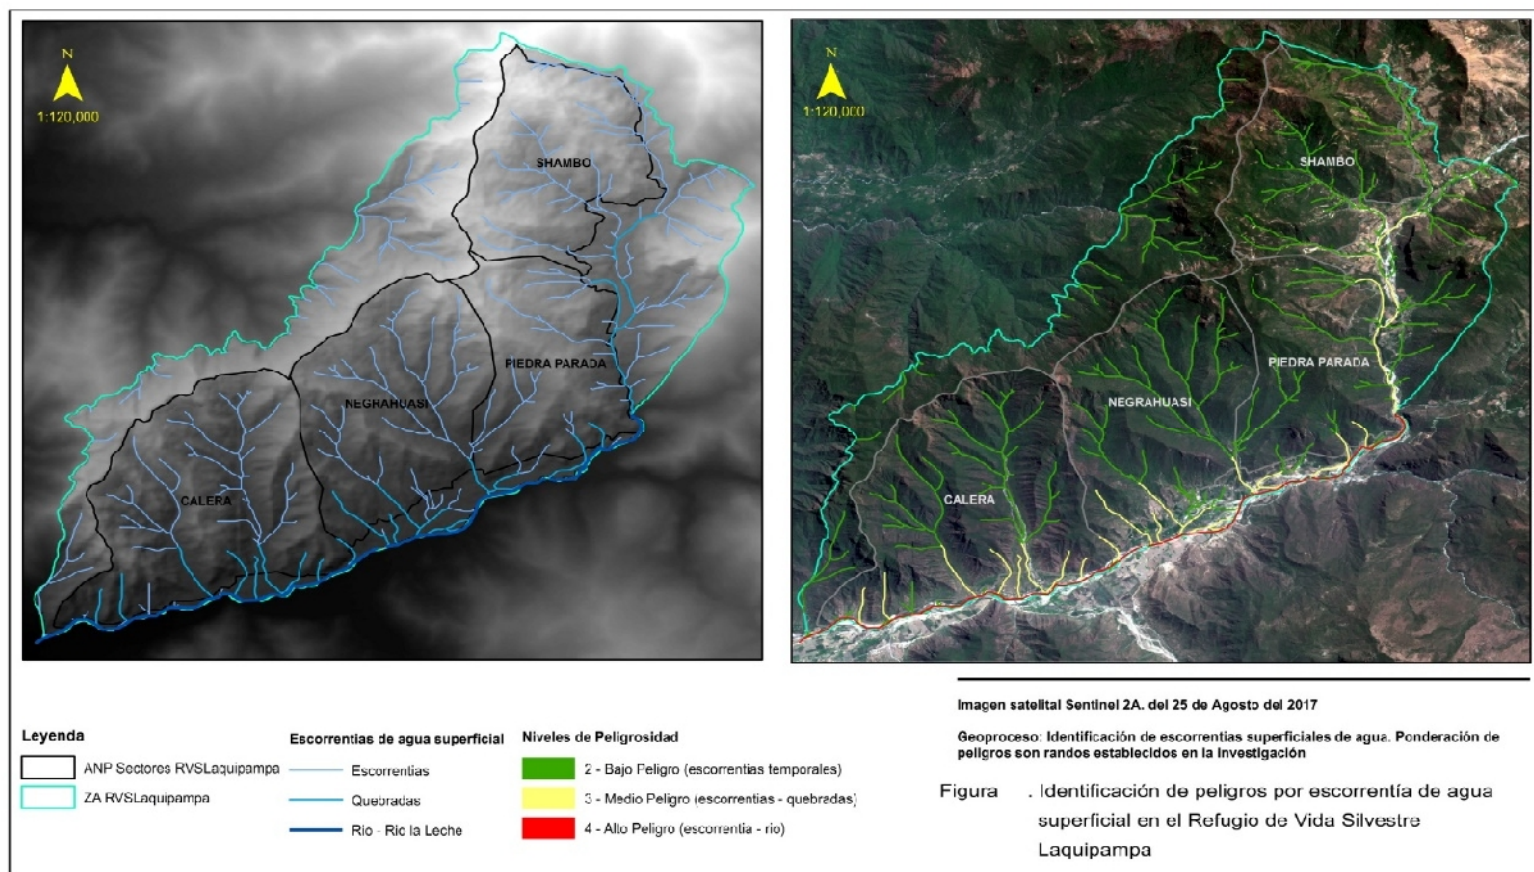 N
1:120,000
SHAMBO
PIEDRA PARADA
NEGRAHUASI
CALERA
N
1:120,000
SHAMBO
PIEDRA PARADA
NEGRAHUASI
CALERA
Leyenda
ANP Sectores RVSLaquipampa
ZA RVSLaquipampa
Escorrentias de agua superficial
Escorrentias
Quebradas
Rio - Rio la Leche
Niveles de Peligrosidad
2 - Bajo Peligro (escorrentias temporales)
3 - Medio Peligro (escorrentias - quebradas)
4 - Alto Peligro (escorrentia - rio)
Imagen satelital Sentinel 2A. del 25 de Agosto del 2017
Geoproceso: Identificación de escorrentias superficiales de agua. Ponderación de
peligros son randos establecidos en la investigación
Figura . Identificación de peligros por escorrentía de agua
superficial en el Refugio de Vida Silvestre
Laquipampa